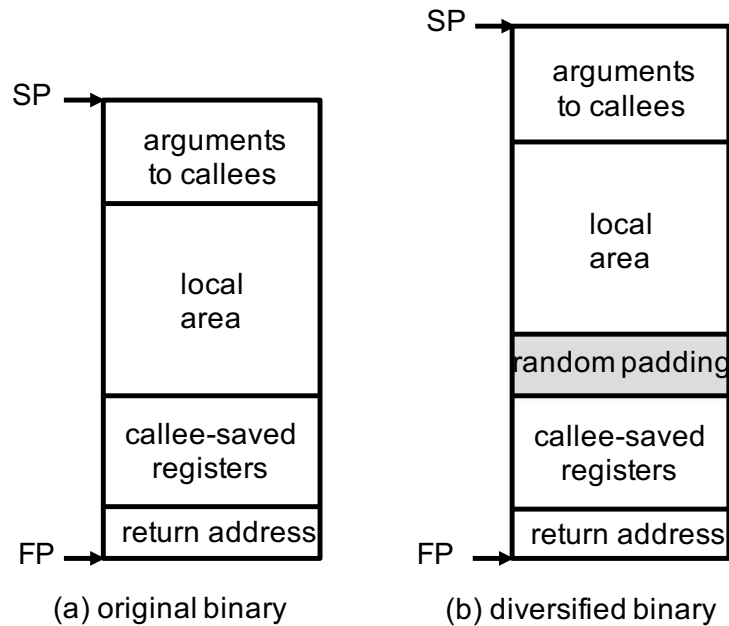 SP
arguments
to callees
local
area
callee-saved
registers
return address
FP
(a) original binary
SP
arguments
to callees
local
area
random padding
callee-saved
registers
return address
FP
(b) diversified binary